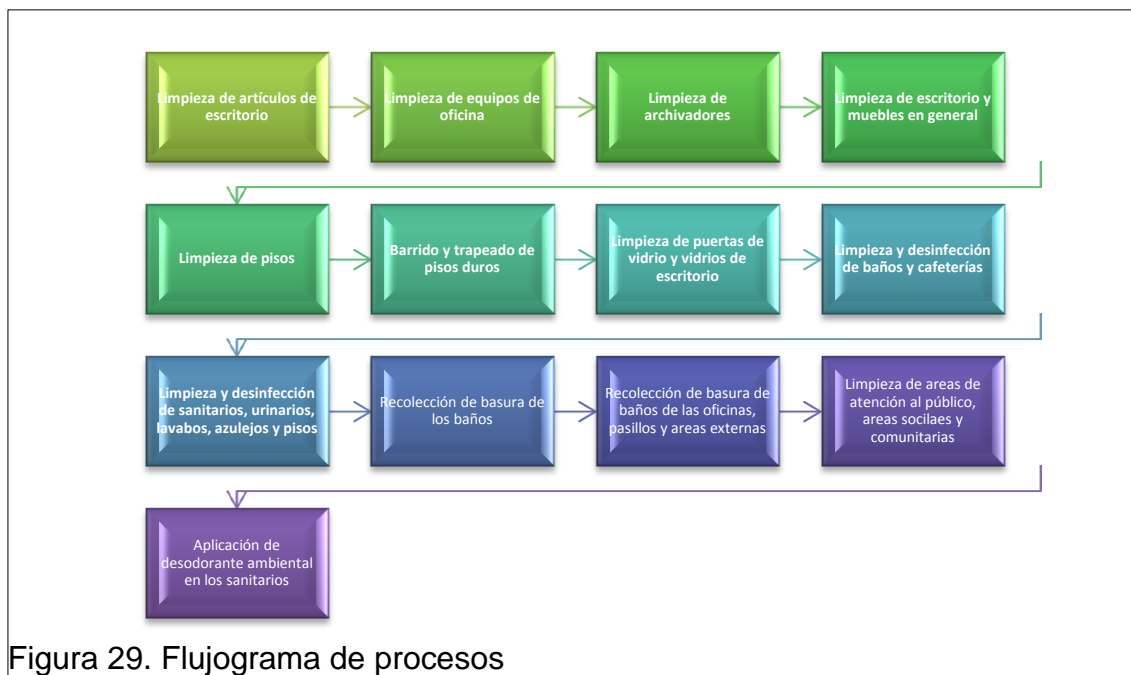 Limpieza de artículos de
escritorio
Limpieza de equipos de
oficina
Limpieza de
archivadores
Limpieza de escritorio y
muebles en general
Limpieza de pisos
Barrido y trapeado de
pisos duros
Limpieza de puertas de
vidrio y vidrios de
escritorio
Limpieza y desinfección
de baños y cafeterías
Limpieza y desinfección
de sanitarios, urinarios,
lavabos, azulejos y pisos
Recolección de basura de
los baños
Recolección de basura de
baños de las oficinas,
pasillos y areas externas
Limpieza de areas de
atención al público,
areas socilaes y
comunitarias
Aplicación de
desodorante ambiental
en los sanitarios
Figura 29. Flujograma de procesos